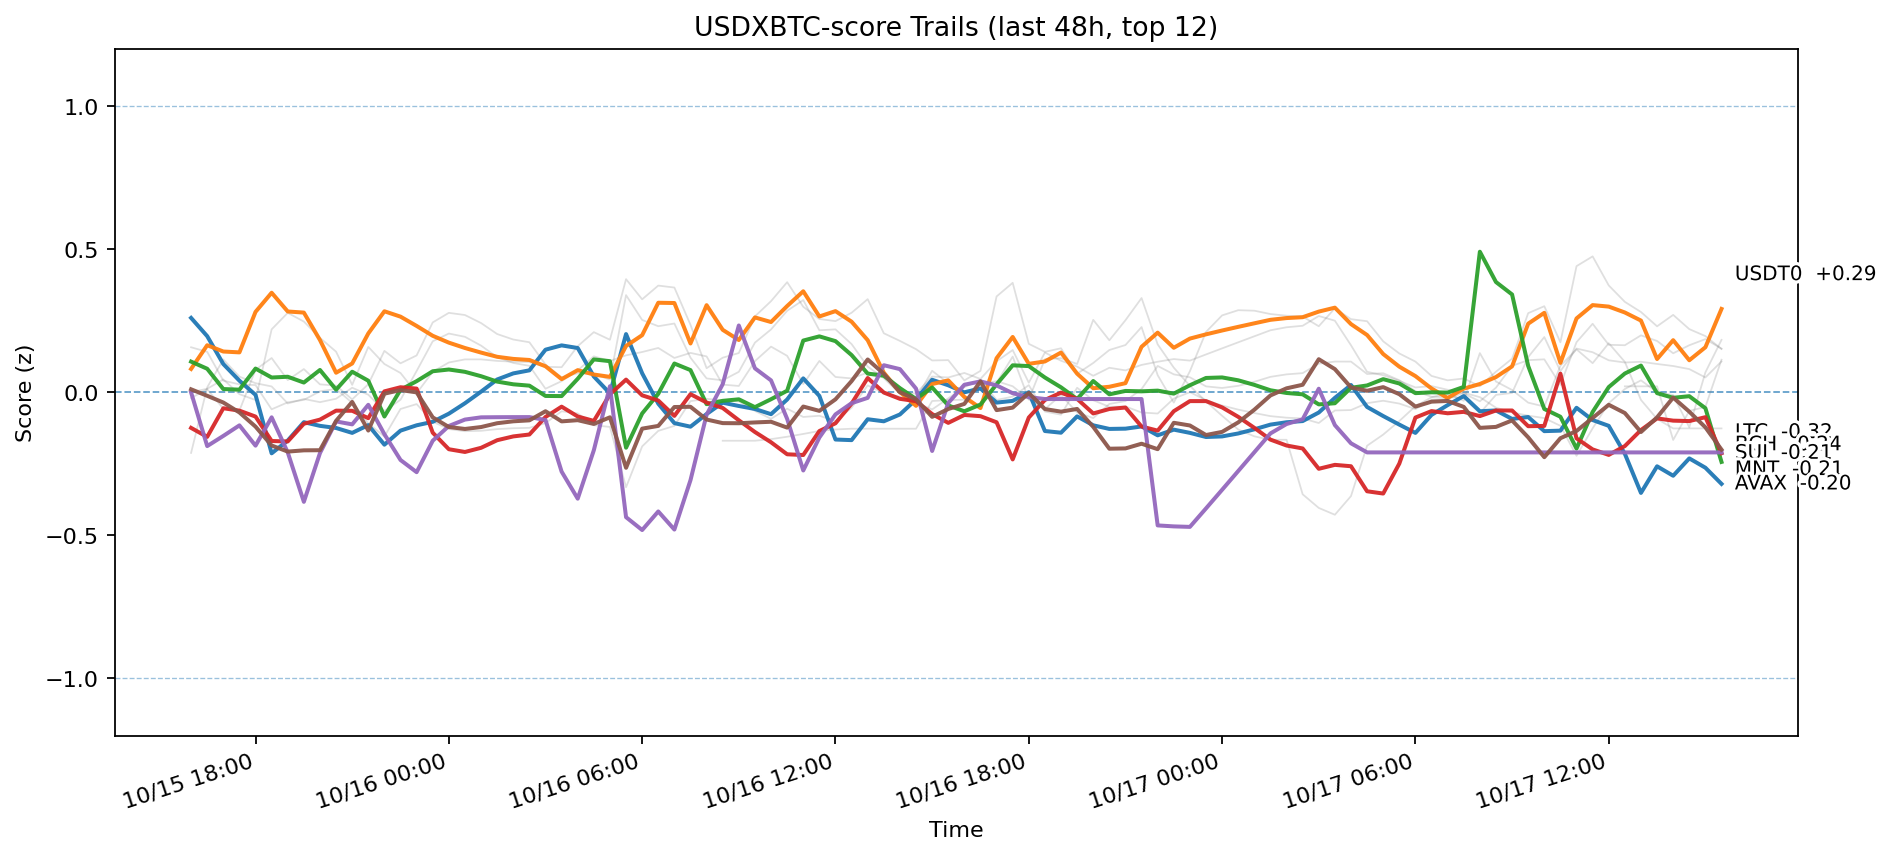 USDXBTC-score Trails (last 48h, top 12)
Score (z)
1.0
0.5
0.0
−0.5
−1.0
USDT0 +0.29
LTC -0.32
SUI -0.21
MNT -0.21
AVAX -0.20
10/15 18:00
10/16 00:00
10/16 06:00
10/16 12:00
10/16 18:00
10/17 00:00
10/17 06:00
10/17 12:00
Time